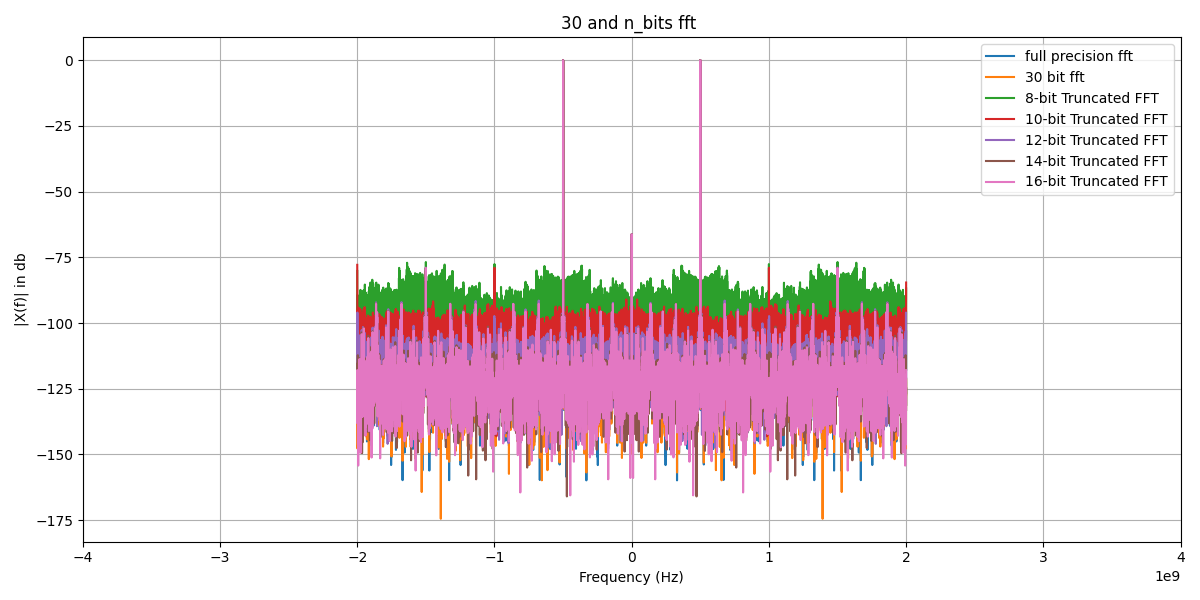 30 and n_bits fft
|X(f)| in db
0
−25
−50
−75
−100
−125
−150
−175
full precision fft
30 bit fft
8-bit Truncated FFT
10-bit Truncated FFT
12-bit Truncated FFT
14-bit Truncated FFT
16-bit Truncated FFT
−4 −3 −2 −1 0 1 2 3 4
1e9
Frequency (Hz)